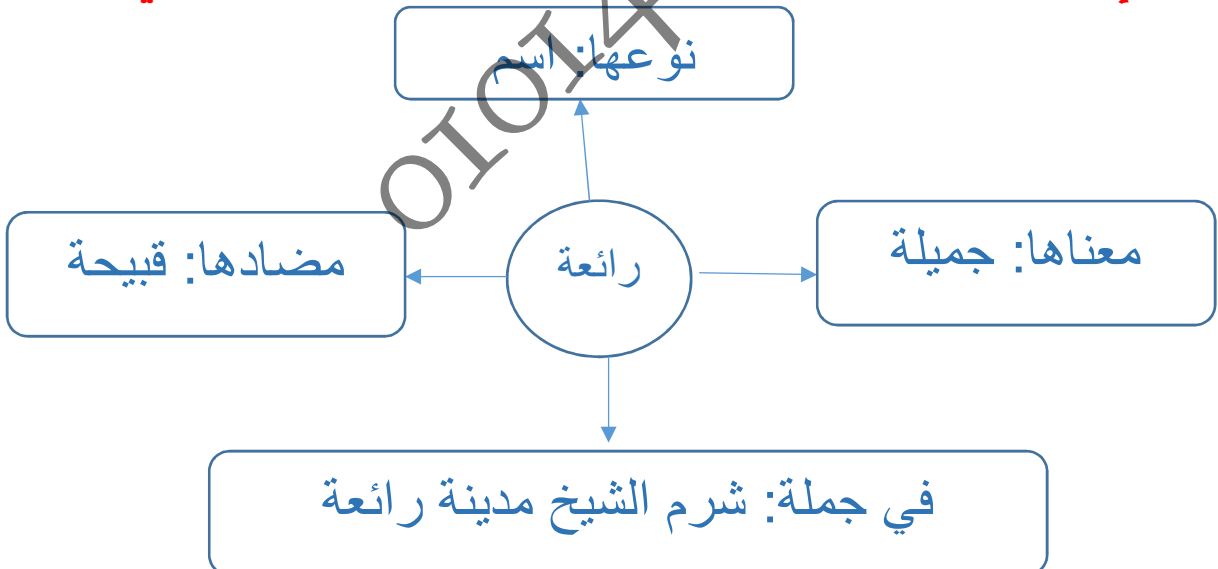 نوعها: اسم
معناها: جميلة
رائعة
مضادها: قبيحة
في جملة: شرم الشيخ مدينة رائعة